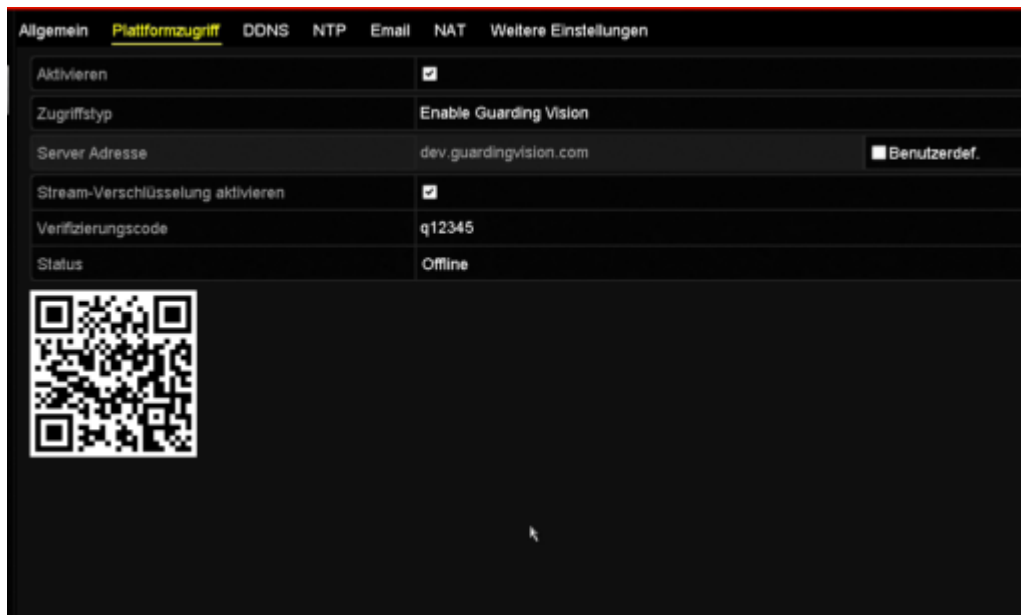 Allgemein Plattformzugriff DDNS NTP Email NAT Weitere Einstellungen
Aktivieren
Zugriffstyp Enable Guarding Vision
Server Adresse dev.guardingvision.com Benutzerdef.
Stream-Verschlüsselung aktivieren
Verifizierungscode q12345
Status Offline